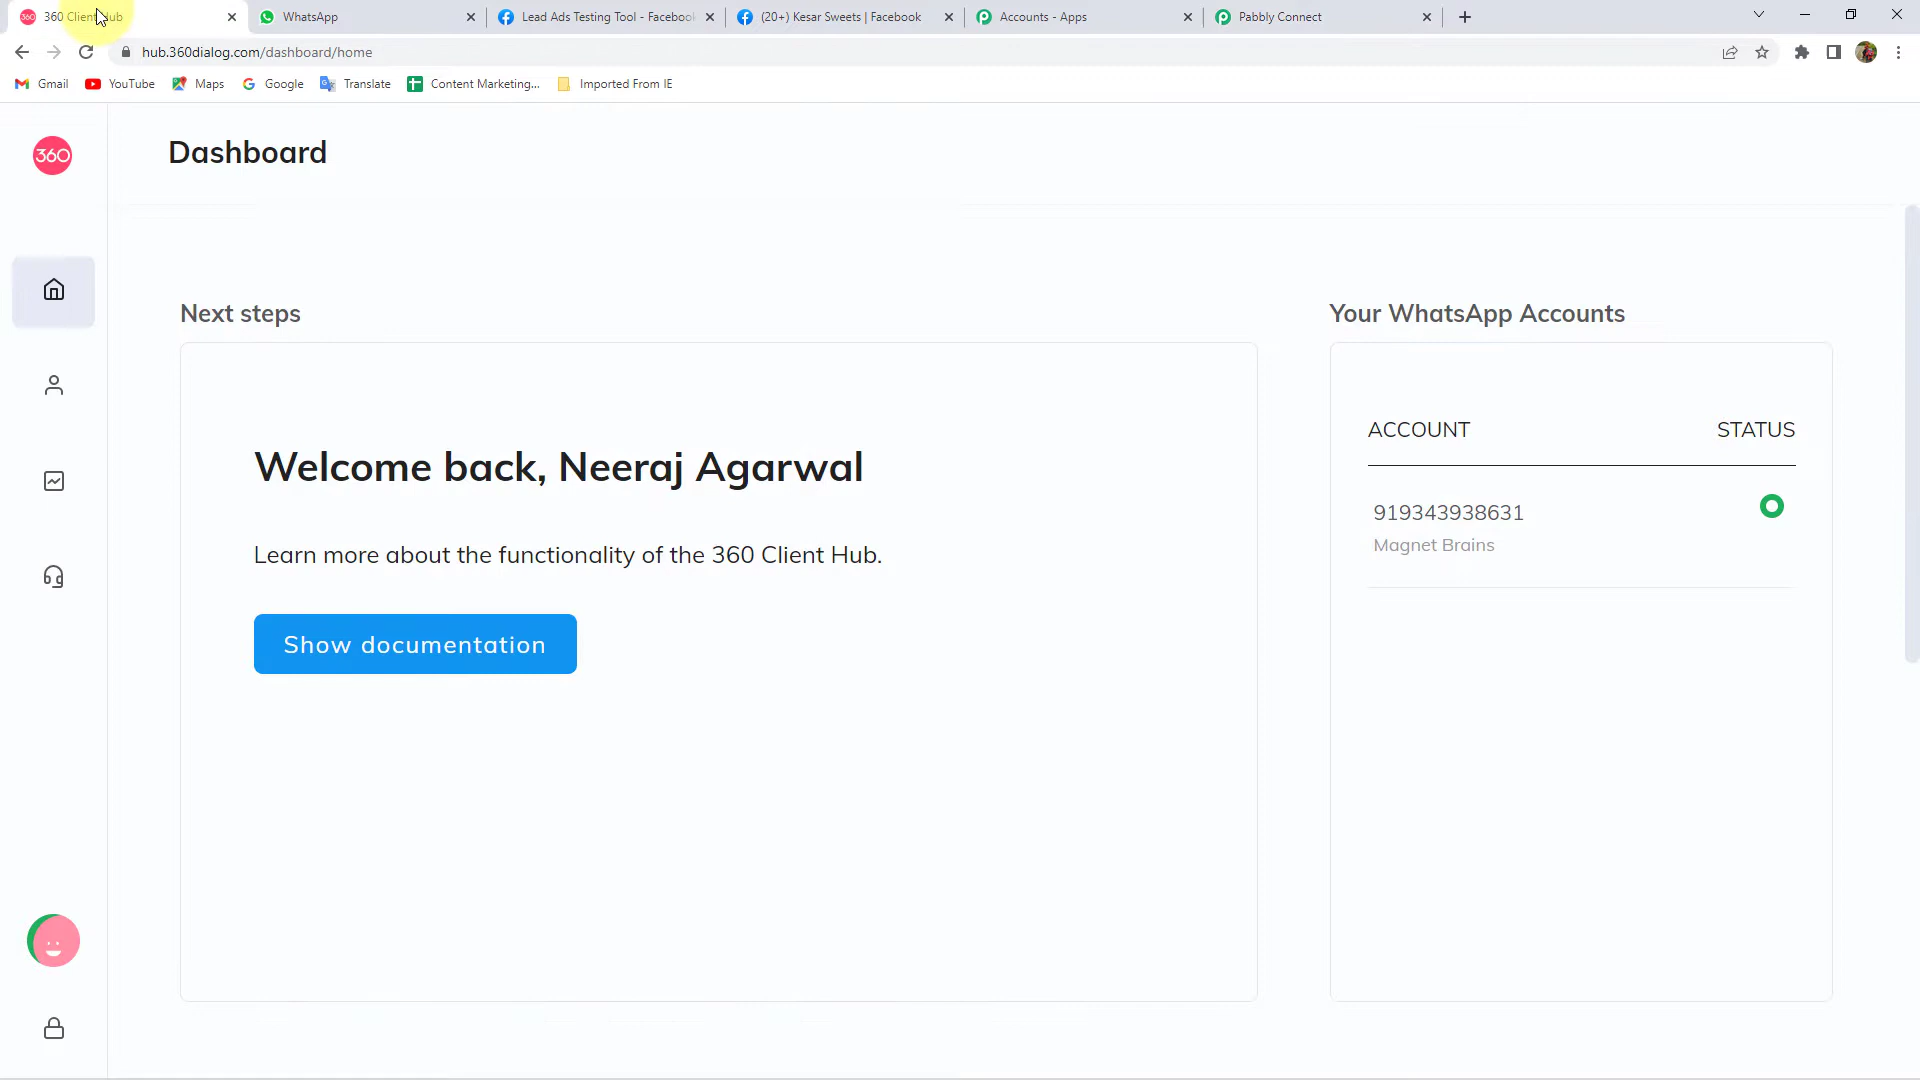 360 Client Hub
WhatsApp
Lead Ads Testing Tool - Facebook
(20+) Kesar Sweets | Facebook
Accounts - Apps
Pabbly Connect
hub.360dialog.com/dashboard/home
Gmail
YouTube
Maps
Google
Translate
Content Marketing...
Imported From IE
360
Dashboard
Next steps
Your WhatsApp Accounts
Welcome back, Neeraj Agarwal
Learn more about the functionality of the 360 Client Hub.
Show documentation
ACCOUNT STATUS
919343938631
Magnet Brains